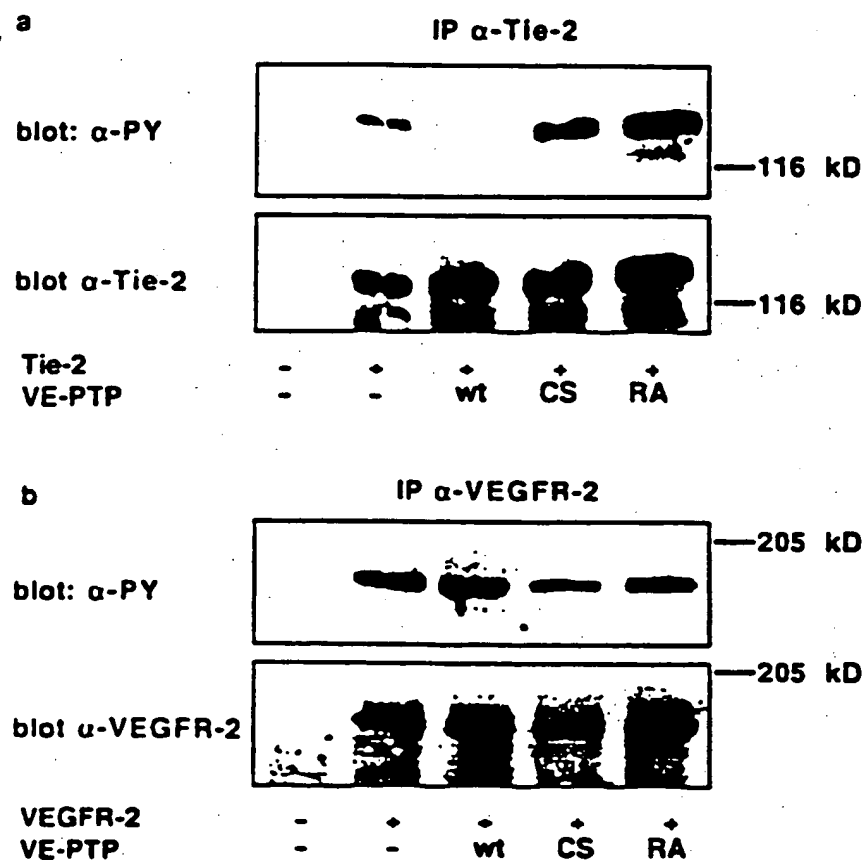 a
IP α-Tie-2
blot: α-PY
116 kD
blot α-Tie-2
116 kD
Tie-2 - + + + +
VE-PTP - - wt CS RA
b
IP α-VEGFR-2
205 kD
blot: α-PY
205 kD
blot α-VEGFR-2
VEGFR-2 - + + + +
VE-PTP - - wt CS RA